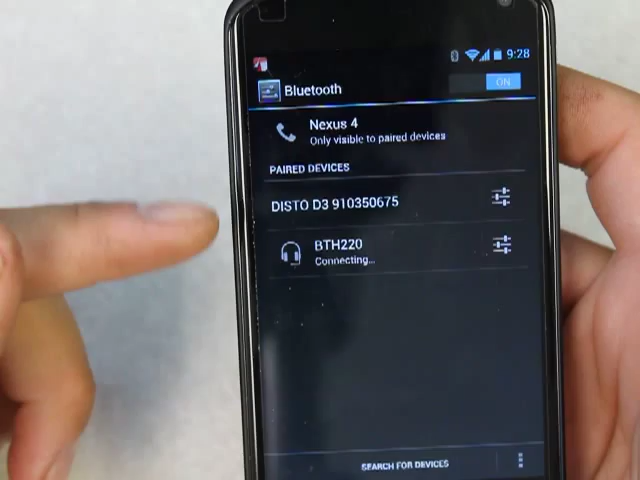 9:28
Bluetooth
ON
Nexus 4
Only visible to paired devices
PAIRED DEVICES
DISTO D3 910350675
BTH220
Connecting...
SEARCH FOR DEVICES